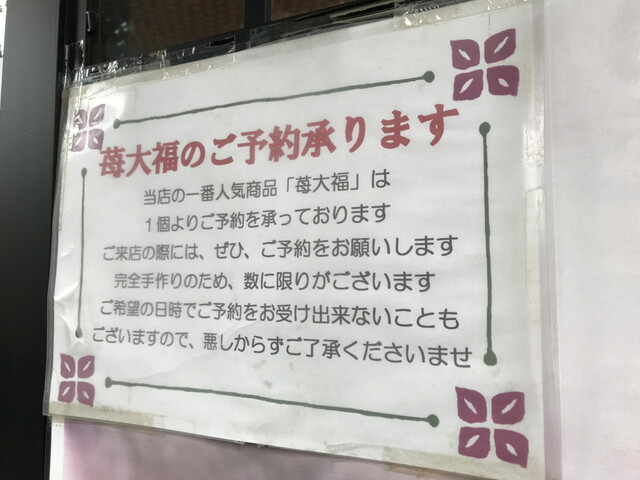 苺大福のご予約承ります
当店の一番人気商品「苺大福」は
1個よりご予約を承っております
ご来店の際には、ぜひ、ご予約をお願いします
完全手作りのため、数に限りがございます
ご希望の日時でご予約をお受け出来ないことも
ございますので、悪しからずご了承くださいませ